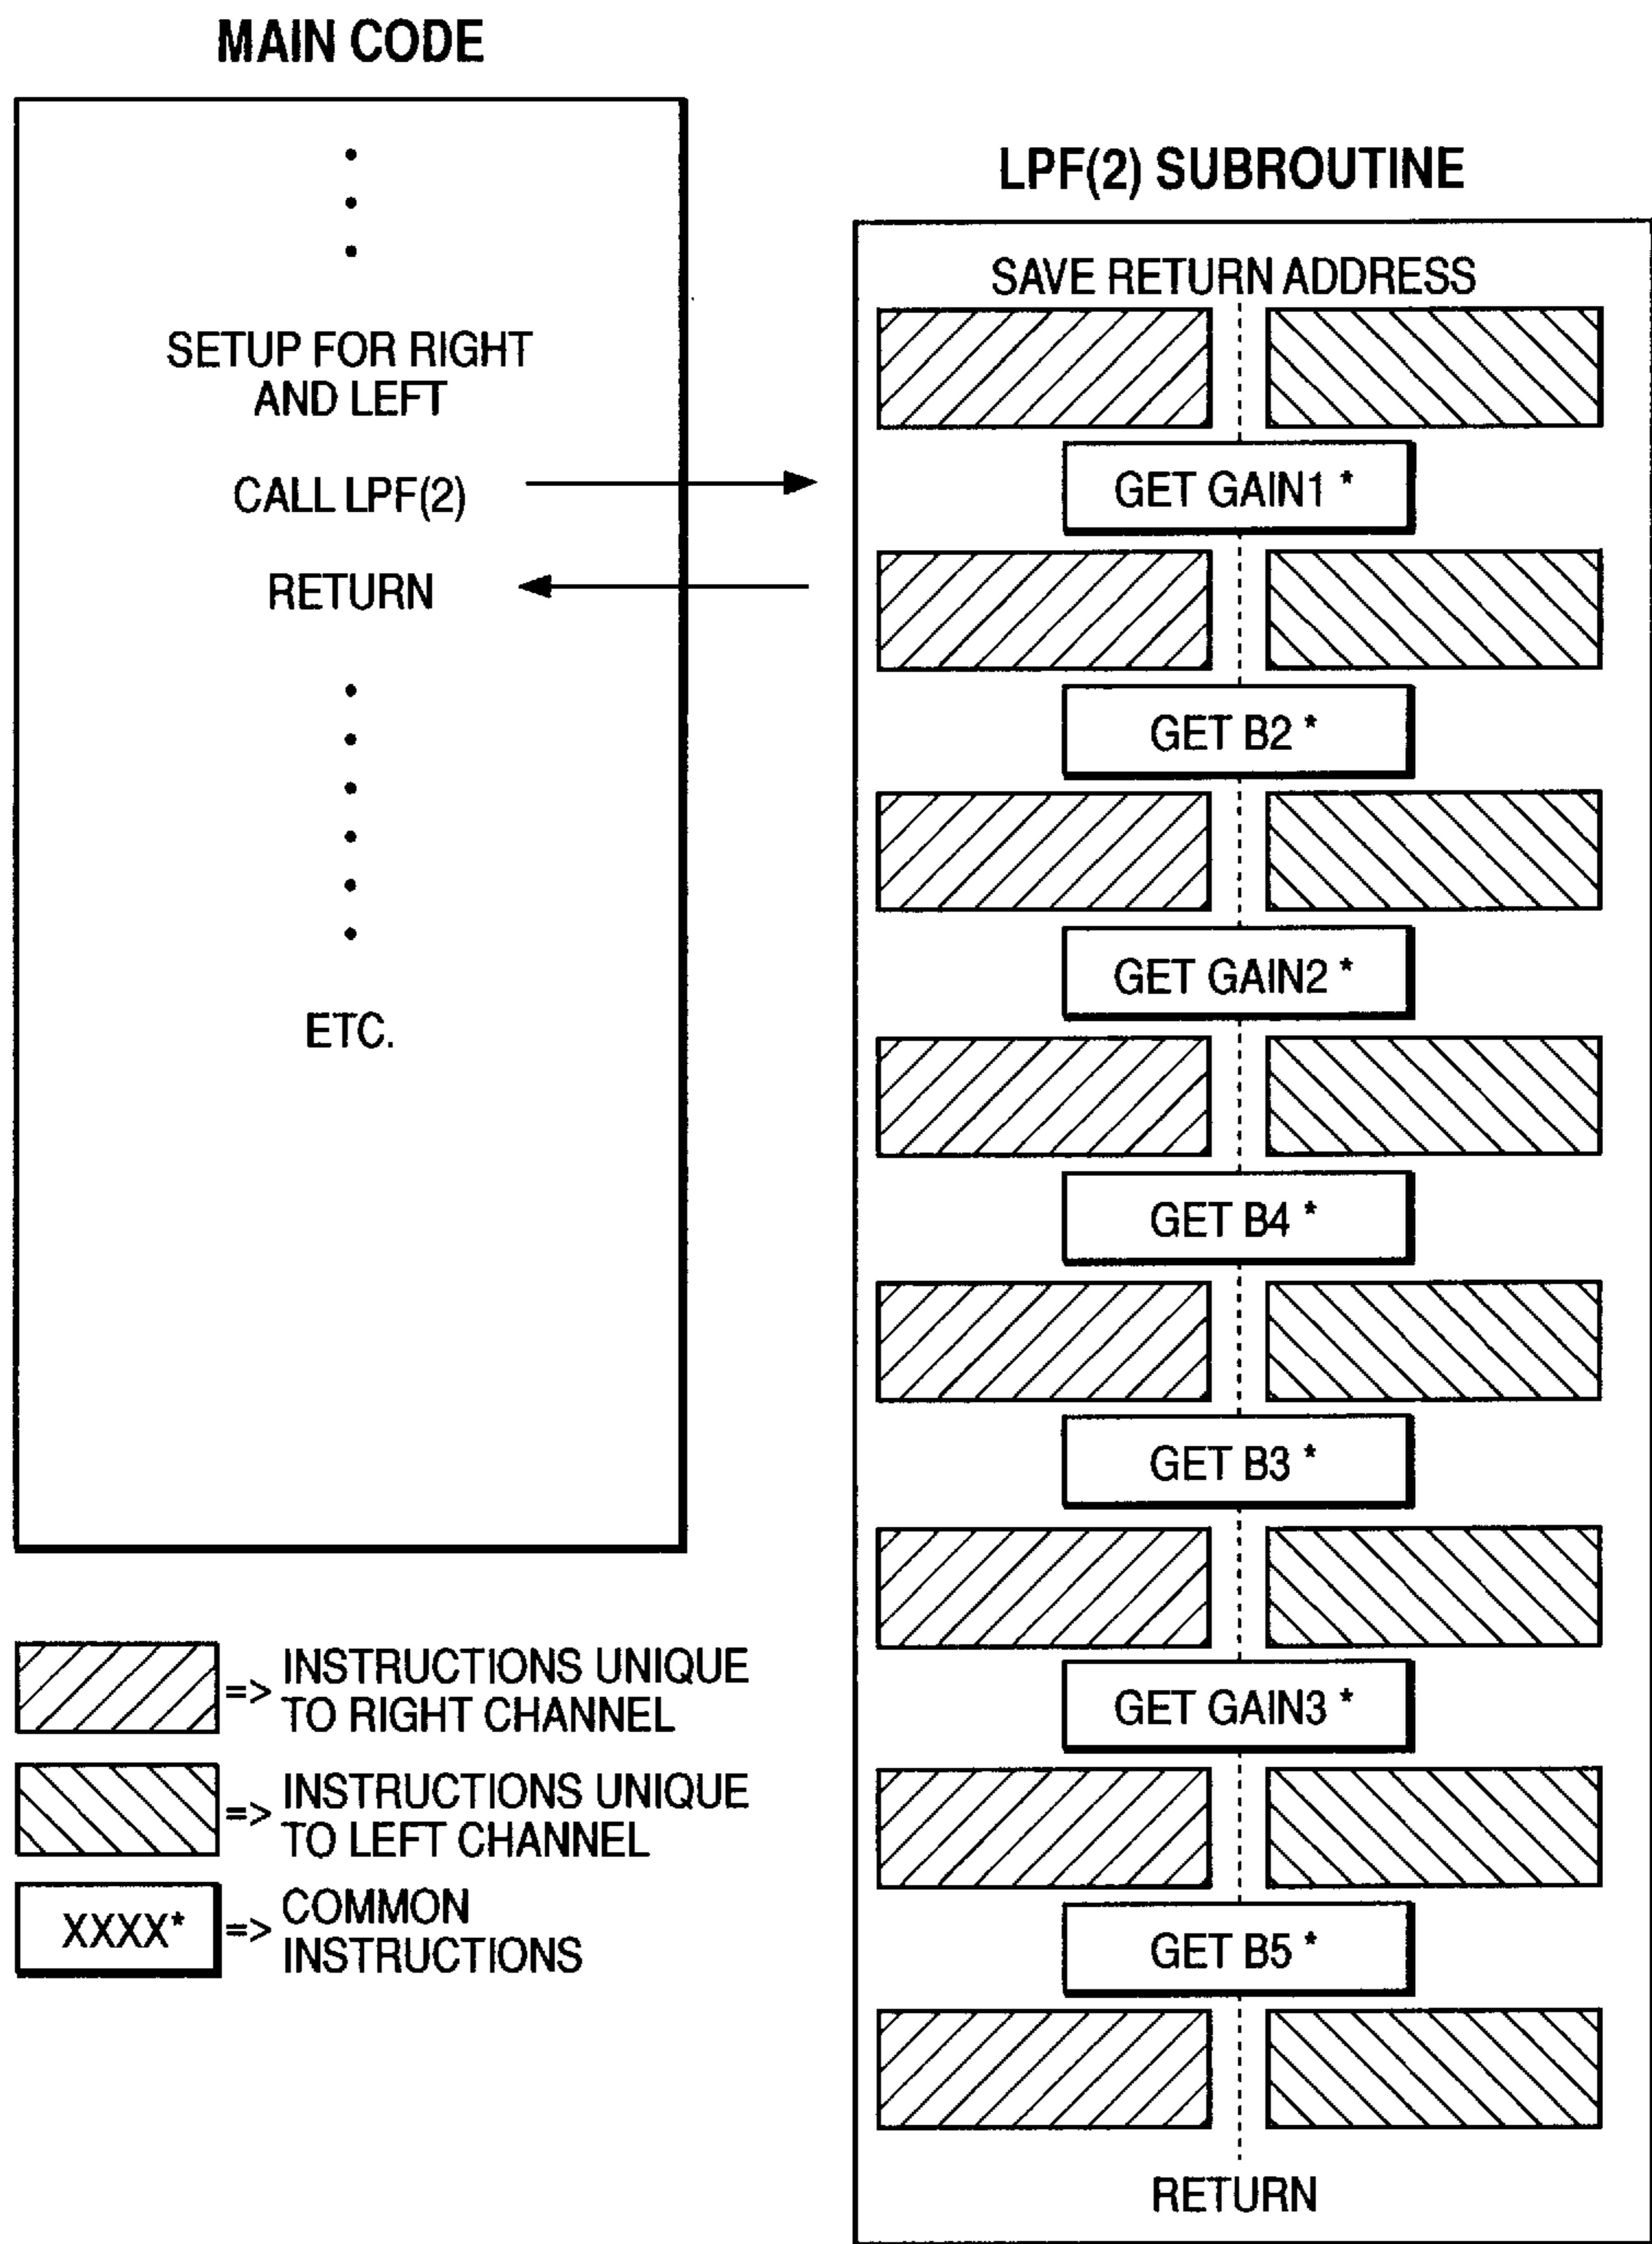 MAIN CODE
SETUP FOR RIGHT
AND LEFT
CALL LPF(2)
RETURN
ETC.
LPF(2) SUBROUTINE
SAVE RETURN ADDRESS
GET GAIN1 *
GET B2 *
GET GAIN2 *
GET B4 *
GET B3 *
GET GAIN3 *
GET B5 *
RETURN
=> INSTRUCTIONS UNIQUE
TO RIGHT CHANNEL
=> INSTRUCTIONS UNIQUE
TO LEFT CHANNEL
XXXX* => COMMON
INSTRUCTIONS